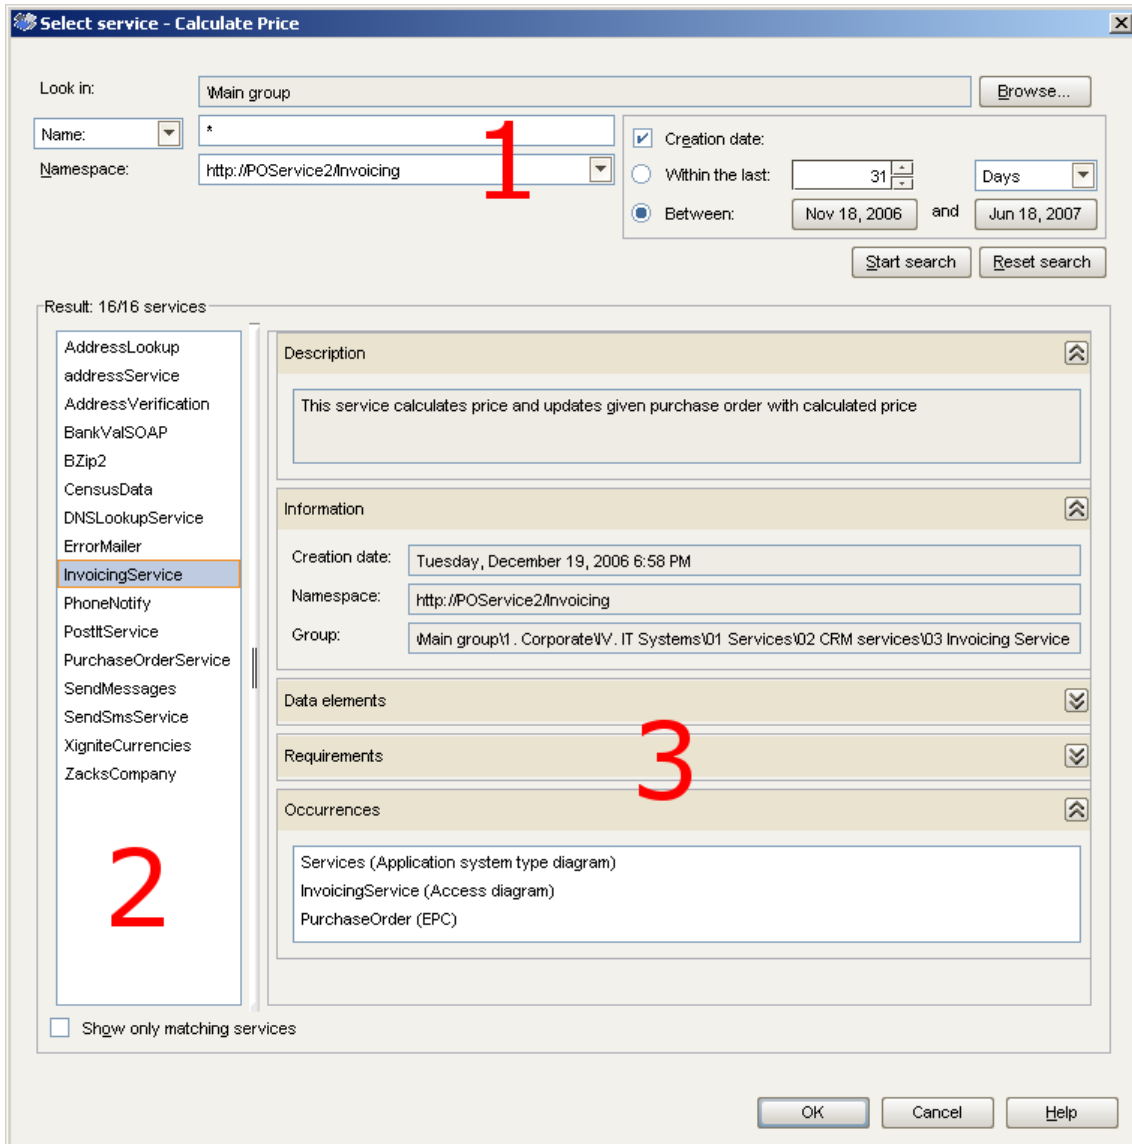 Select service - Calculate Price
Look in:
\Main group
Browse...
Name:
*
1
Creation date:
Namespace:
http://POService2/Invoicing
Within the last:
31
Days
Between:
Nov 18, 2006
and
Jun 18, 2007
Start search
Reset search
Result: 16/16 services
AddressLookup
addressService
AddressVerification
BankValSOAP
BZip2
CensusData
DNSLookupService
ErrorMailer
InvoicingService
PhoneNotify
PostItService
PurchaseOrderService
SendMessages
SendSmsService
XigniteCurrencies
ZacksCompany
2
Description
This service calculates price and updates given purchase order with calculated price
Information
Creation date:
Tuesday, December 19, 2006 6:58 PM
Namespace:
http://POService2/Invoicing
Group:
\Main group\1. Corporate\IV. IT Systems\01 Services\02 CRM services\03 Invoicing Service
Data elements
3
Requirements
Occurrences
Services (Application system type diagram)
InvoicingService (Access diagram)
PurchaseOrder (EPC)
Show only matching services
OK
Cancel
Help